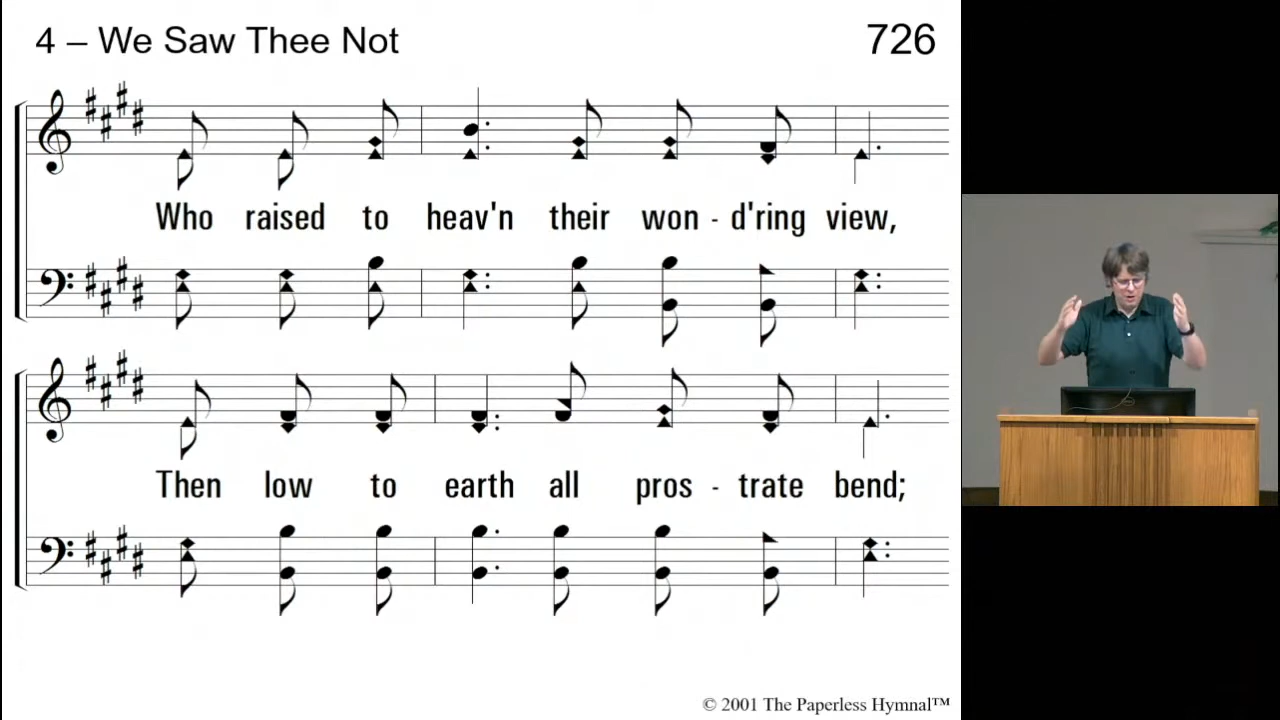 4 – We Saw Thee Not
726
Who raised to heav'n their won - d'ring view,
Then low to earth all pros - trate bend;
© 2001 The Paperless Hymnal™